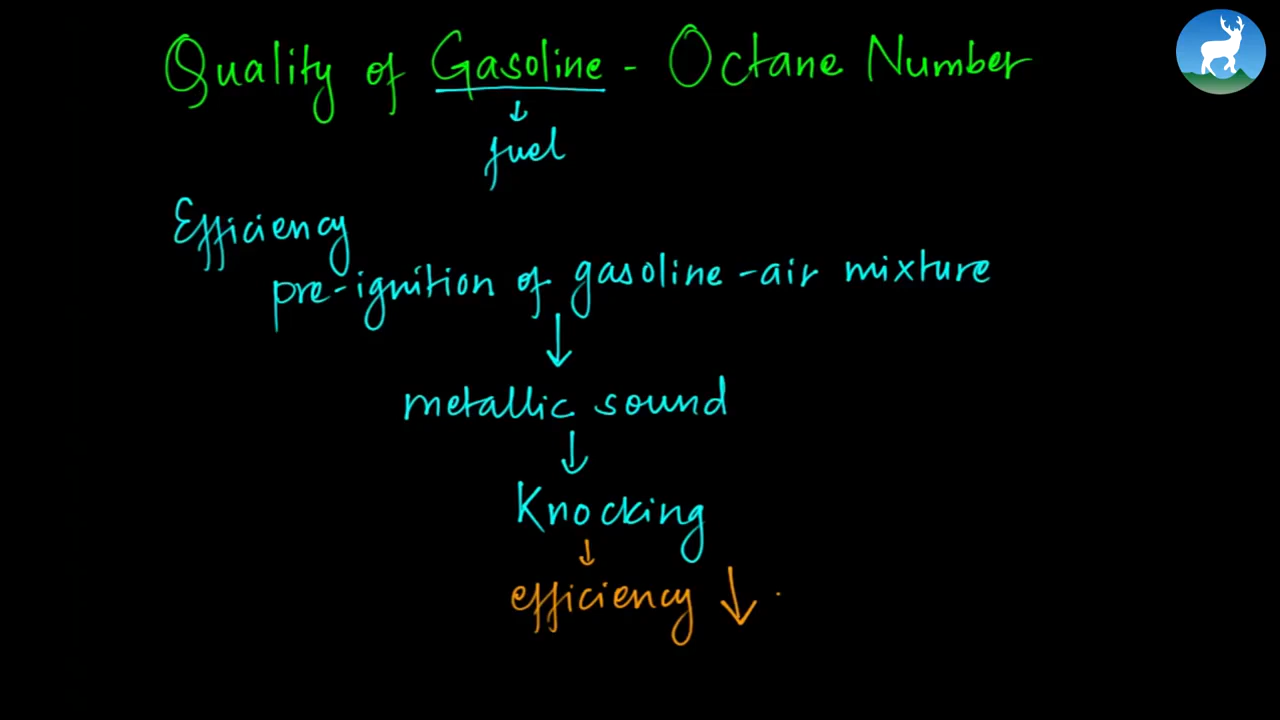 Quality of Gasoline - Octane Number
↓
fuel
Efficiency
pre-ignition of gasoline-air mixture
↓
metallic sound
↓
Knocking
↓
efficiency ↓